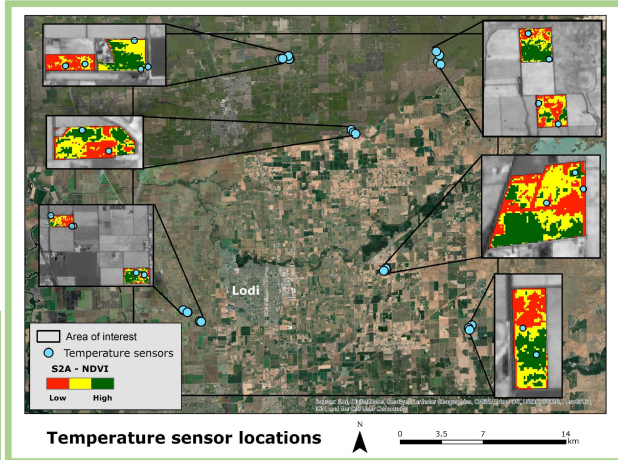 Lodi
Area of interest
Temperature sensors
S2A - NDVI
Low High
Temperature sensor locations
N
0 3.5 7 14
km